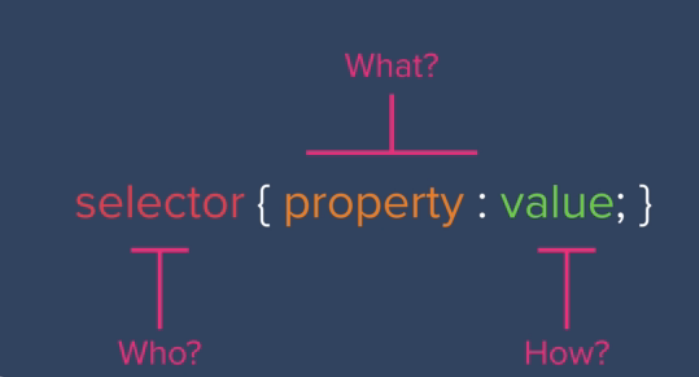 What?
selector { property : value; }
Who? How?